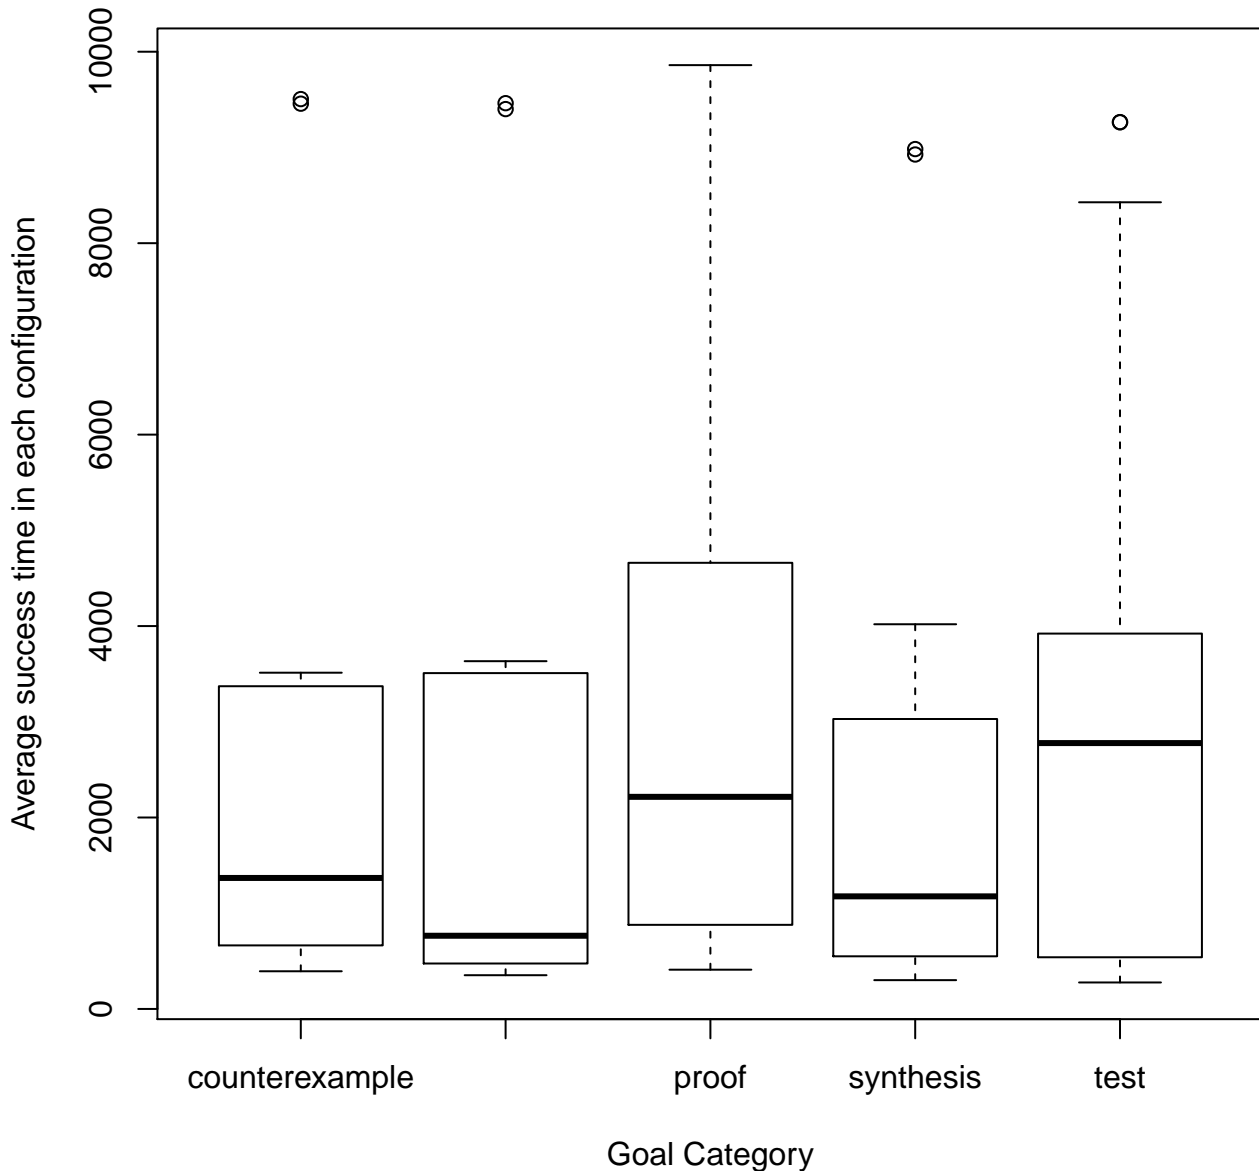 Average success time in each configuration
10000
8000
6000
4000
2000
0
counterexample proof synthesis test
Goal Category